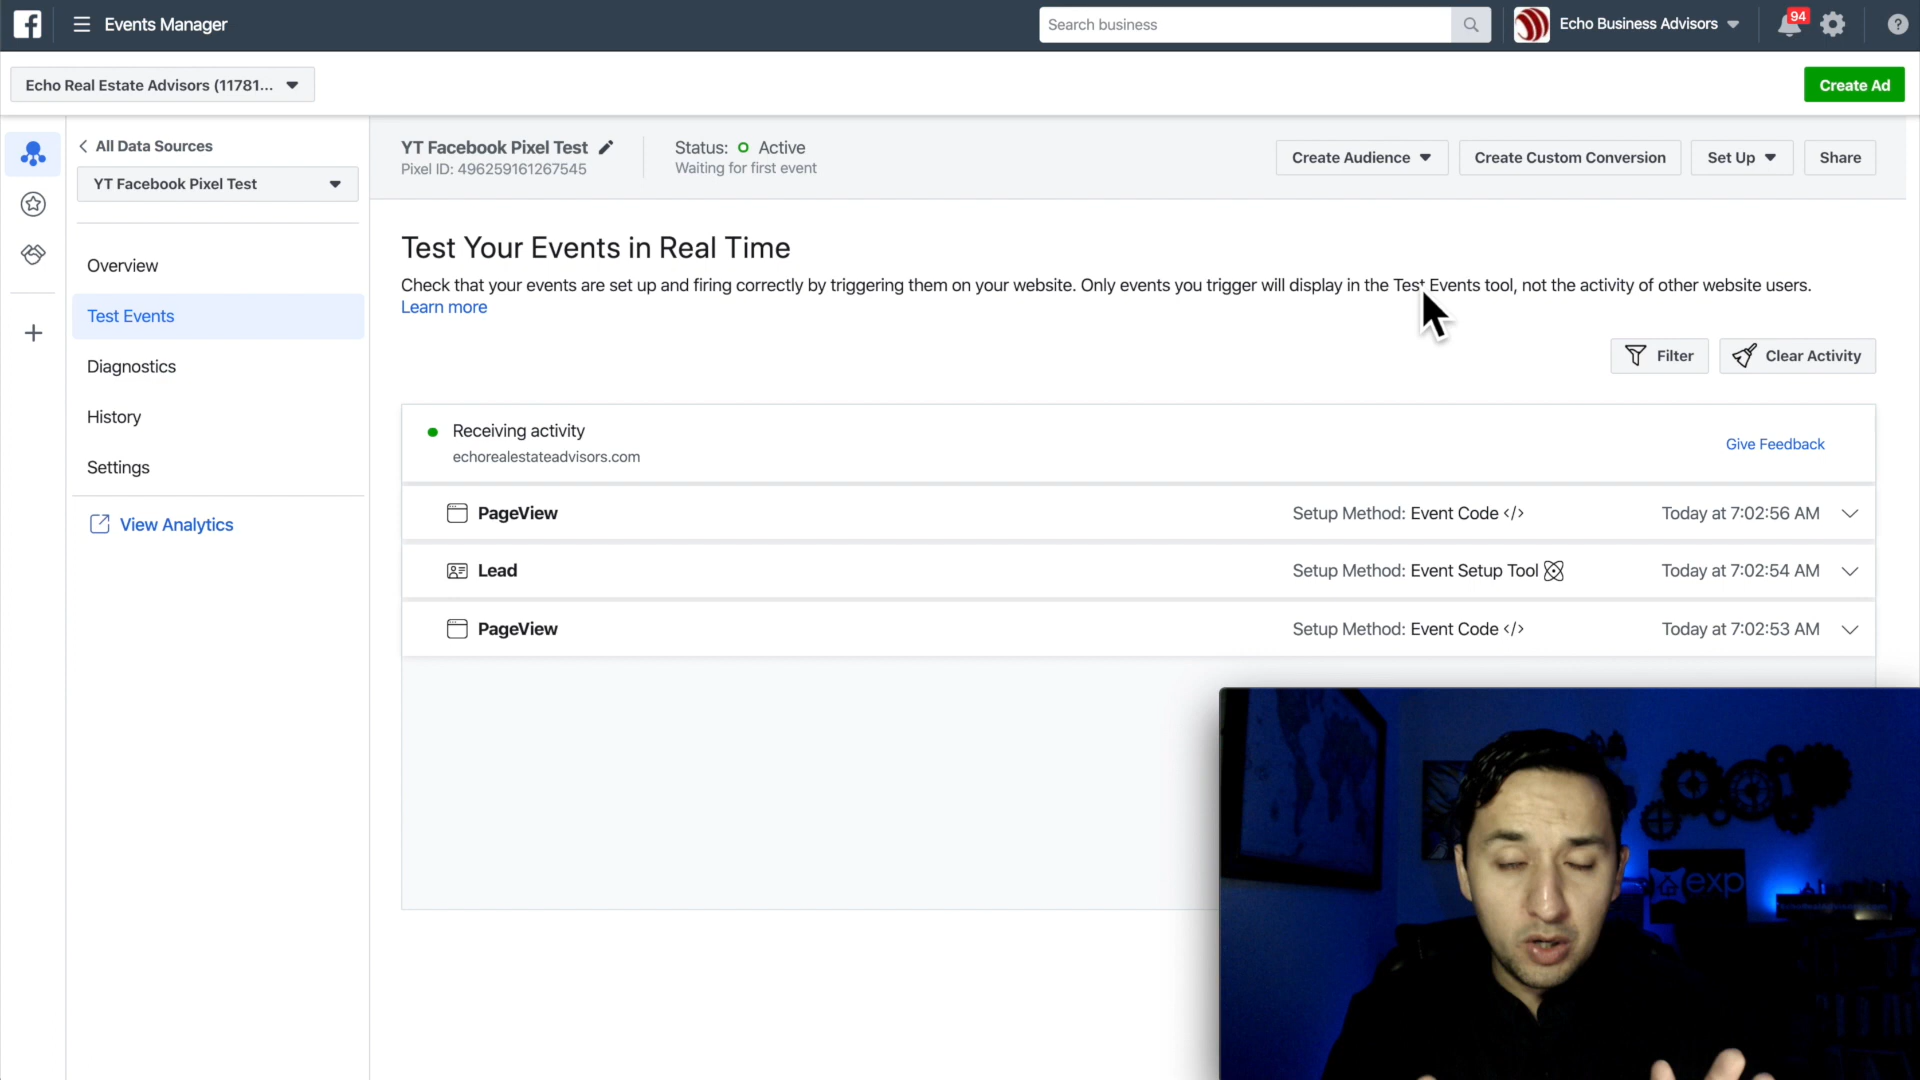 Events Manager
Search business
Echo Business Advisors
94
Echo Real Estate Advisors (11781...
Create Ad
All Data Sources
YT Facebook Pixel Test
Overview
Test Events
Diagnostics
History
Settings
View Analytics
YT Facebook Pixel Test
Pixel ID: 496259161267545
Status: Active
Waiting for first event
Create Audience
Create Custom Conversion
Set Up
Share
Test Your Events in Real Time
Check that your events are set up and firing correctly by triggering them on your website. Only events you trigger will display in the Test Events tool, not the activity of other website users.
Learn more
Filter
Clear Activity
Receiving activity
echorealestateadvisors.com
Give Feedback
PageView Setup Method: Event Code </> Today at 7:02:56 AM
Lead Setup Method: Event Setup Tool Today at 7:02:54 AM
PageView Setup Method: Event Code </> Today at 7:02:53 AM
exp